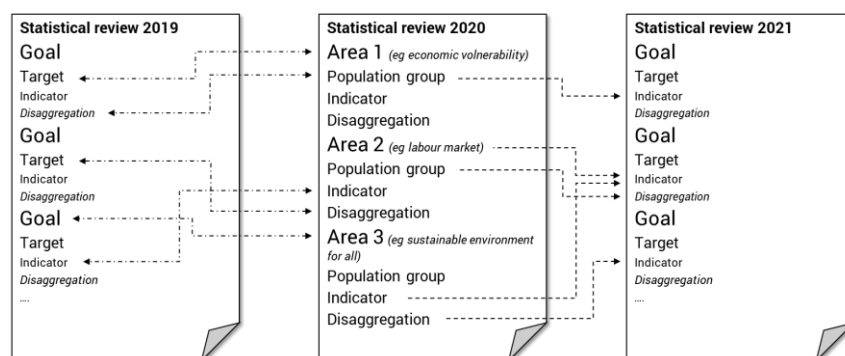 Statistical review 2019
Goal
Target
Indicator
Disaggregation
Goal
Target
Indicator
Disaggregation
Goal
Target
Indicator
Disaggregation
....
Statistical review 2020
Area 1 (eg economic volnerability)
Population group
Indicator
Disaggregation
Area 2 (eg labour market)
Population group
Indicator
Disaggregation
Area 3 (eg sustainable environment
for all)
Population group
Indicator
Disaggregation
Statistical review 2021
Goal
Target
Indicator
Disaggregation
Goal
Target
Indicator
Disaggregation
Goal
Target
Indicator
Disaggregation
....